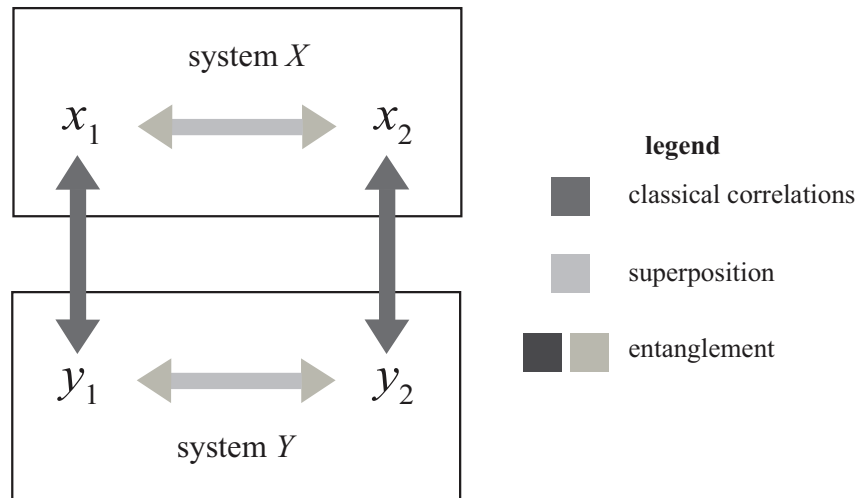 system X
x₁
x₂
y₁
y₂
system Y
legend
classical correlations
superposition
entanglement